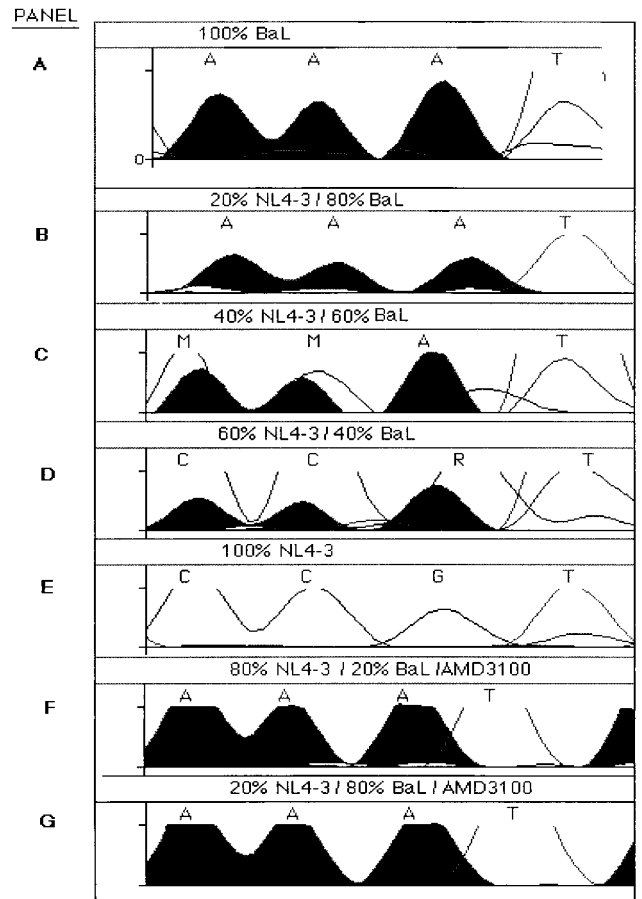 PANEL
100% BaL
A
A A A T
0
20% NL4-3 / 80% BaL
B
A A A T
40% NL4-3 / 60% BaL
C
M M A T
60% NL4-3 / 40% BaL
D
C C R T
100% NL4-3
E
C C G T
80% NL4-3 / 20% BaL /AMD3100
F
A A A T
20% NL4-3 / 80% BaL / AMD3100
G
A A A T